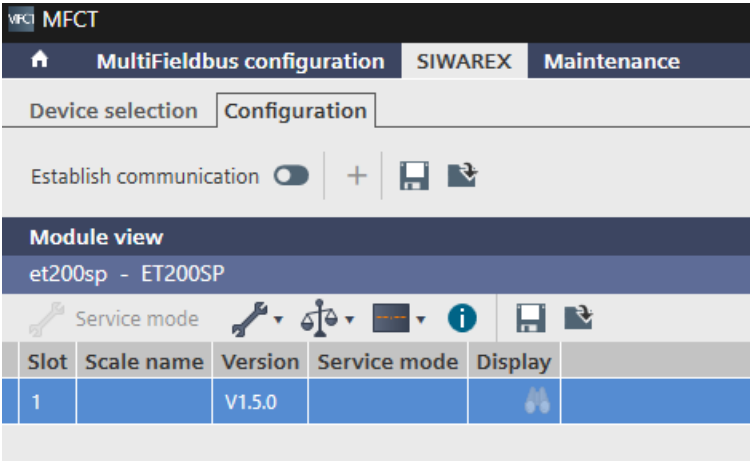 MFCT MFCT
MultiFieldbus configuration SIWAREX Maintenance
Device selection Configuration
Establish communication
Module view
et200sp - ET200SP
Service mode
Slot Scale name Version Service mode Display
1 V1.5.0